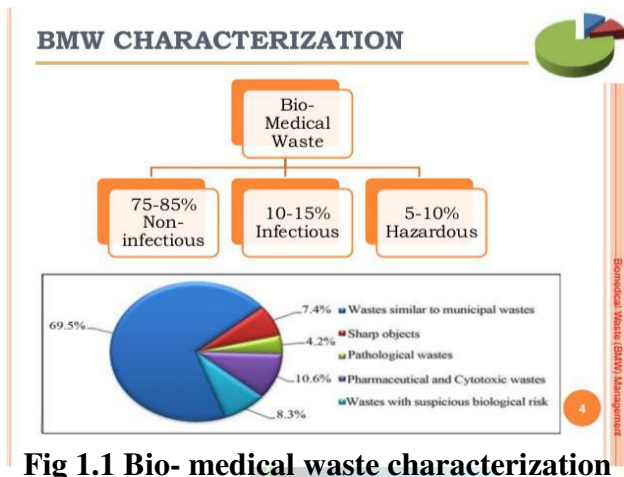 BMW CHARACTERIZATION
Bio-
Medical
Waste
75-85%
Non-
infectious
10-15%
Infectious
5-10%
Hazardous
69.5%
7.4%
4.2%
10.6%
8.3%
Wastes similar to municipal wastes
Sharp objects
Pathological wastes
Pharmaceutical and Cytotoxic wastes
Wastes with suspicious biological risk
Biomedical Waste (BMW) Management
4
Fig 1.1 Bio- medical waste characterization